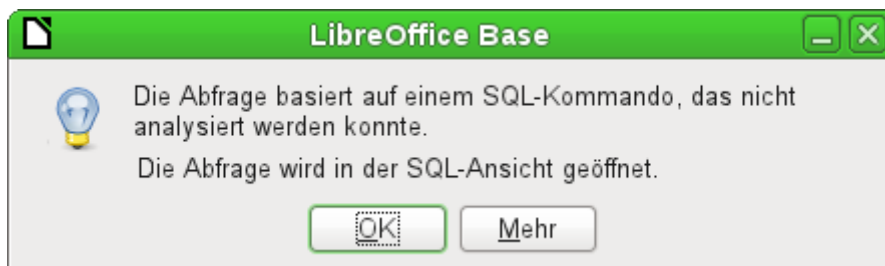 LibreOffice Base
Die Abfrage basiert auf einem SQL-Kommando, das nicht
analysiert werden konnte.
Die Abfrage wird in der SQL-Ansicht geöffnet.
OK
Mehr